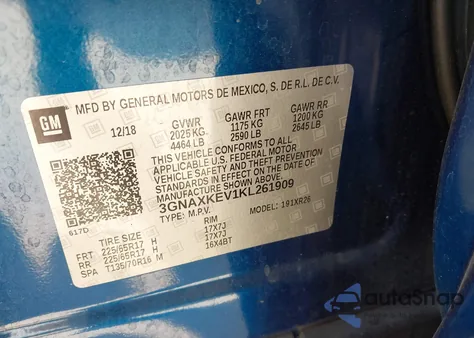 GM
MFD BY GENERAL MOTORS DE MEXICO, S. DE R.L. DE C.V.
12/18 GVWR GAWR FRT GAWR RR
2025 KG 1175 KG 1200 KG
4464 LB 2590 LB 2645 LB
THIS VEHICLE CONFORMS TO ALL
APPLICABLE U.S. FEDERAL MOTOR
VEHICLE SAFETY AND THEFT PREVENTION
STANDARDS IN EFFECT ON THE DATE OF
MANUFACTURE SHOWN ABOVE.
3GNAXKEV1KL261909
617D TYPE: M.P.V. MODEL: 191XR26
TIRE SIZE RIM
FRT 225/65R17 H 17X7J
RR 225/65R17 H 17X7J
SPA T135/70R16 M 16X4BT
autoSnap